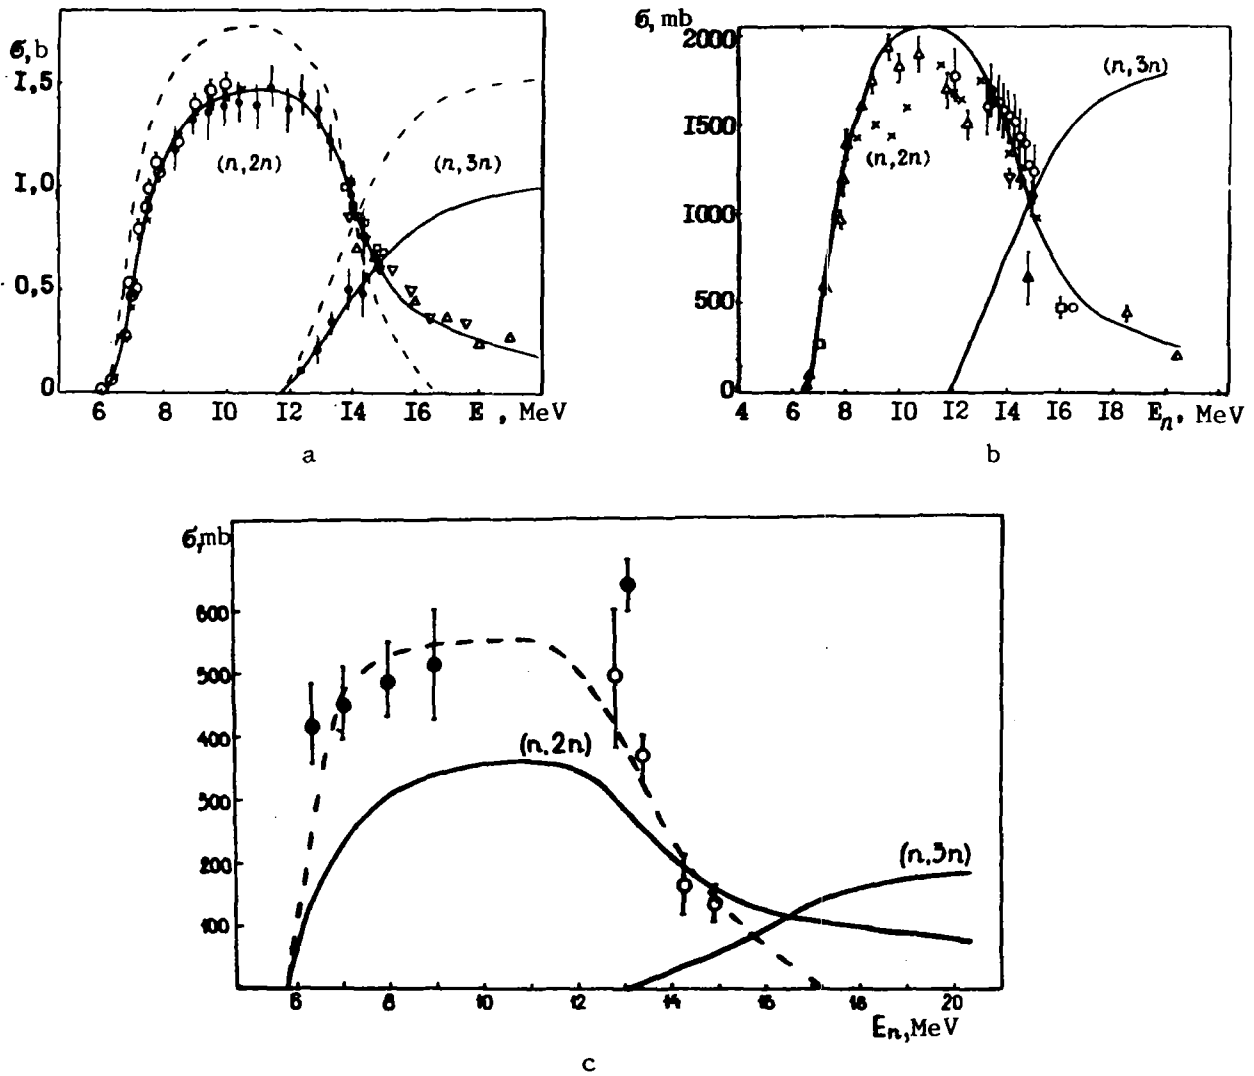 σ, b
I,5
I,0
0,5
0
(n,2n)
(n,3n)
6 8 I0 I2 I4 I6 E , MeV
a
σ, mb
2000
I500
I000
500
0
(n,2n)
(n,3n)
4 6 8 I0 I2 I4 I6 I8 En, MeV
b
σ, mb
600
500
400
300
200
100
(n,2n)
(n,3n)
6 8 10 12 14 16 18 20
En, MeV
c